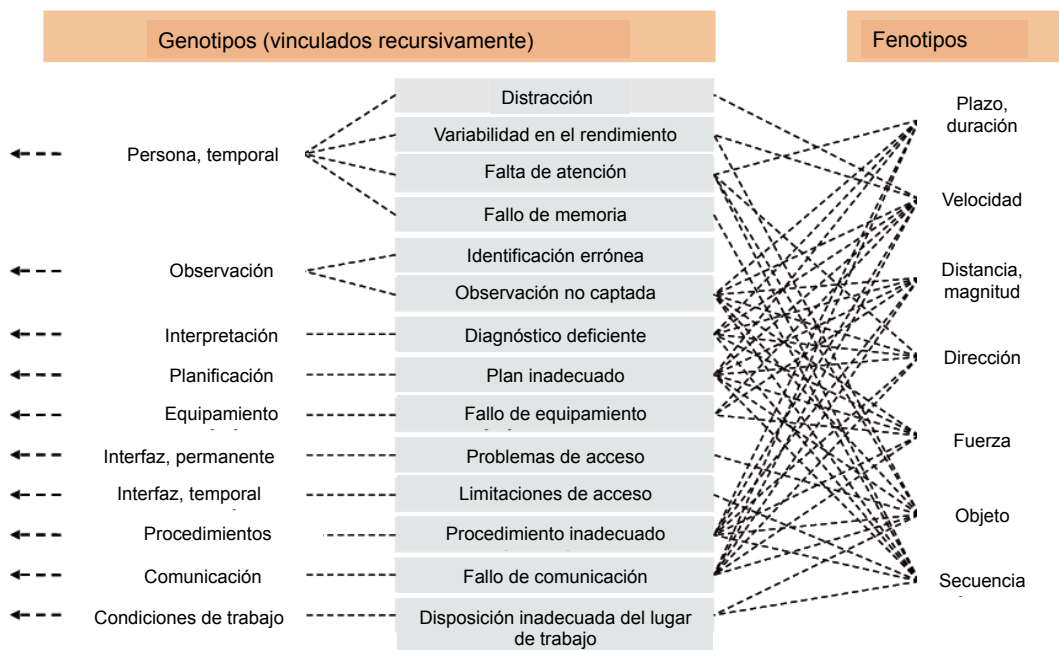 Genotipos (vinculados recursivamente)
Fenotipos
Persona, temporal
Observación
Interpretación
Planificación
Equipamiento
Interfaz, permanente
Interfaz, temporal
Procedimientos
Comunicación
Condiciones de trabajo
Distracción
Variabilidad en el rendimiento
Falta de atención
Fallo de memoria
Identificación errónea
Observación no captada
Diagnóstico deficiente
Plan inadecuado
Fallo de equipamiento
Problemas de acceso
Limitaciones de acceso
Procedimiento inadecuado
Fallo de comunicación
Disposición inadecuada del lugar
de trabajo
Plazo,
duración
Velocidad
Distancia,
magnitud
Dirección
Fuerza
Objeto
Secuencia